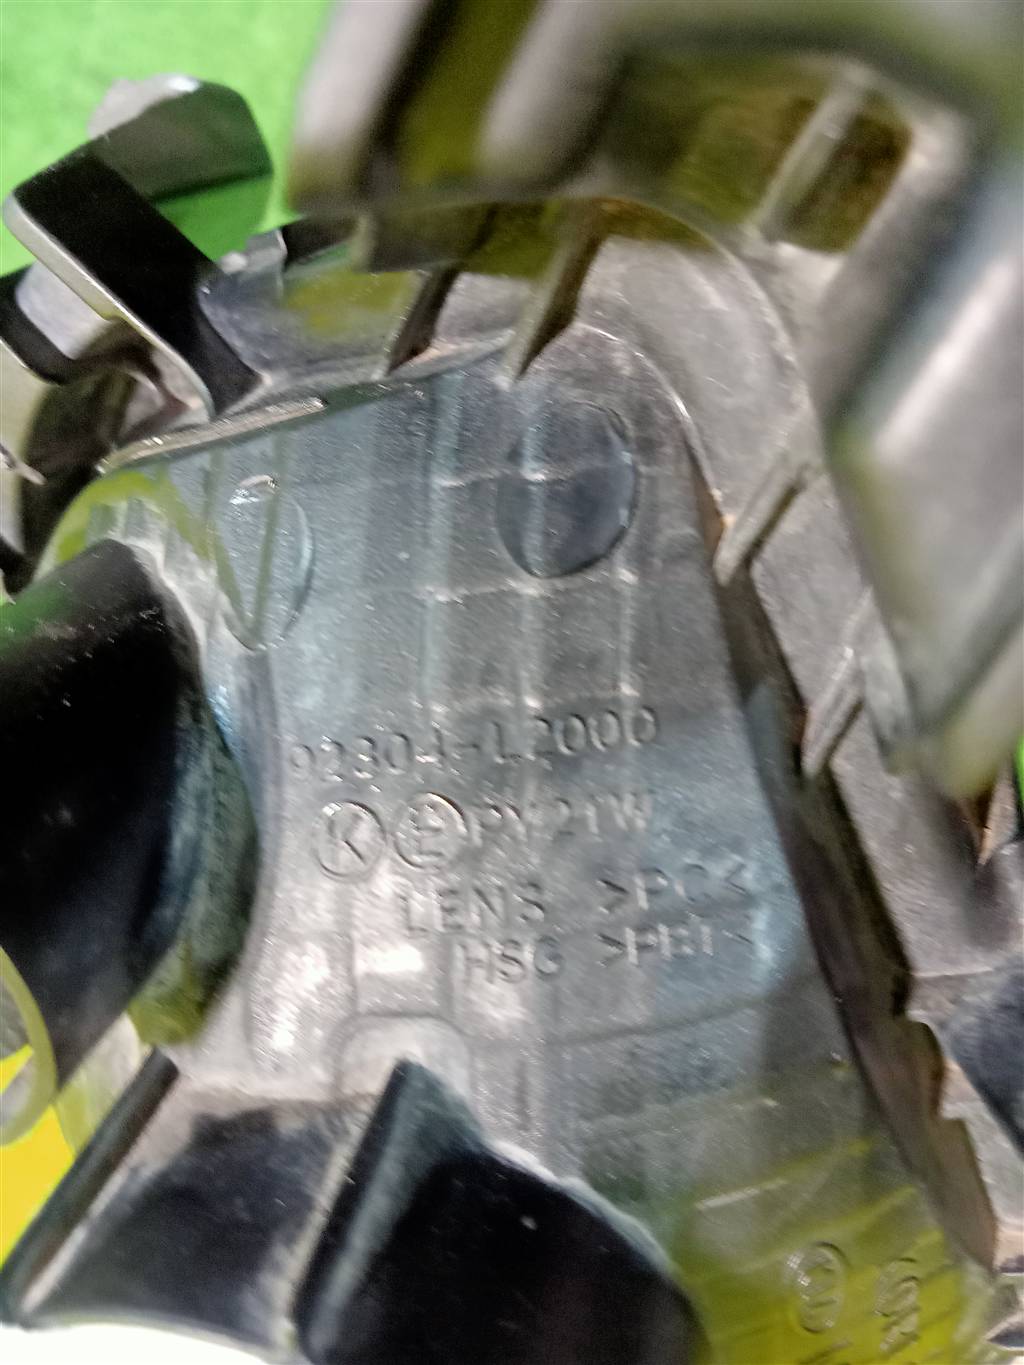 92304-L2000
K E PY21W
LENS >PC<
HSG >PBT<